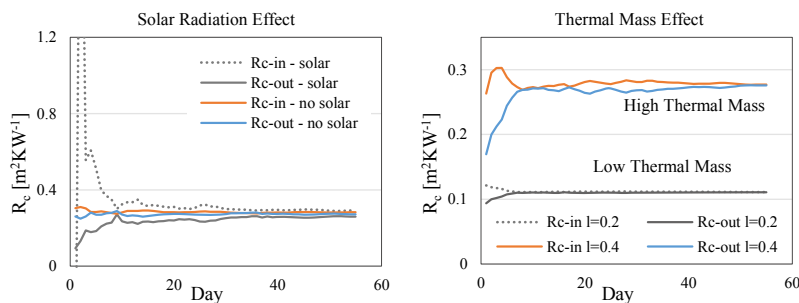 Solar Radiation Effect
R_c [m²KW⁻¹]
1.2
0.8
0.4
0
0
20
40
60
Day
Rc-in - solar
Rc-out - solar
Rc-in - no solar
Rc-out - no solar
Thermal Mass Effect
R_c [m²KW⁻¹]
0.3
0.2
0.1
0
0
20
40
60
Day
High Thermal Mass
Low Thermal Mass
Rc-in l=0.2
Rc-out l=0.2
Rc-in l=0.4
Rc-out l=0.4